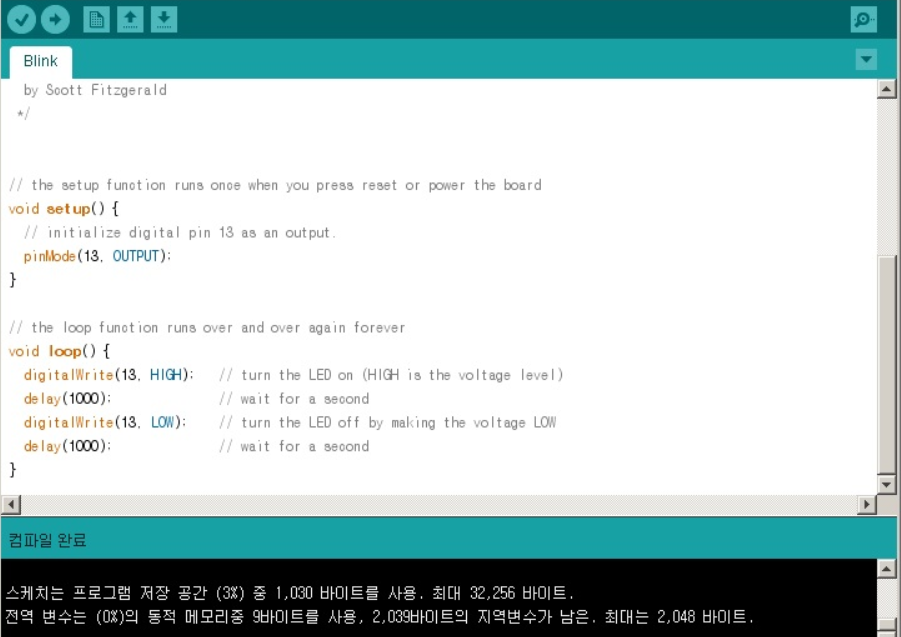 Blink
by Scott Fitzgerald
*/
// the setup function runs once when you press reset or power the board
void setup() {
// initialize digital pin 13 as an output.
pinMode(13, OUTPUT);
}
// the loop function runs over and over again forever
void loop() {
digitalWrite(13, HIGH);   // turn the LED on (HIGH is the voltage level)
delay(1000);              // wait for a second
digitalWrite(13, LOW);    // turn the LED off by making the voltage LOW
delay(1000);              // wait for a second
}
컴파일 완료
스케치는 프로그램 저장 공간 (3%) 중 1,030 바이트를 사용. 최대 32,256 바이트.
전역 변수는 (0%)의 동적 메모리중 9바이트를 사용, 2,039바이트의 지역변수가 남은. 최대는 2,048 바이트.